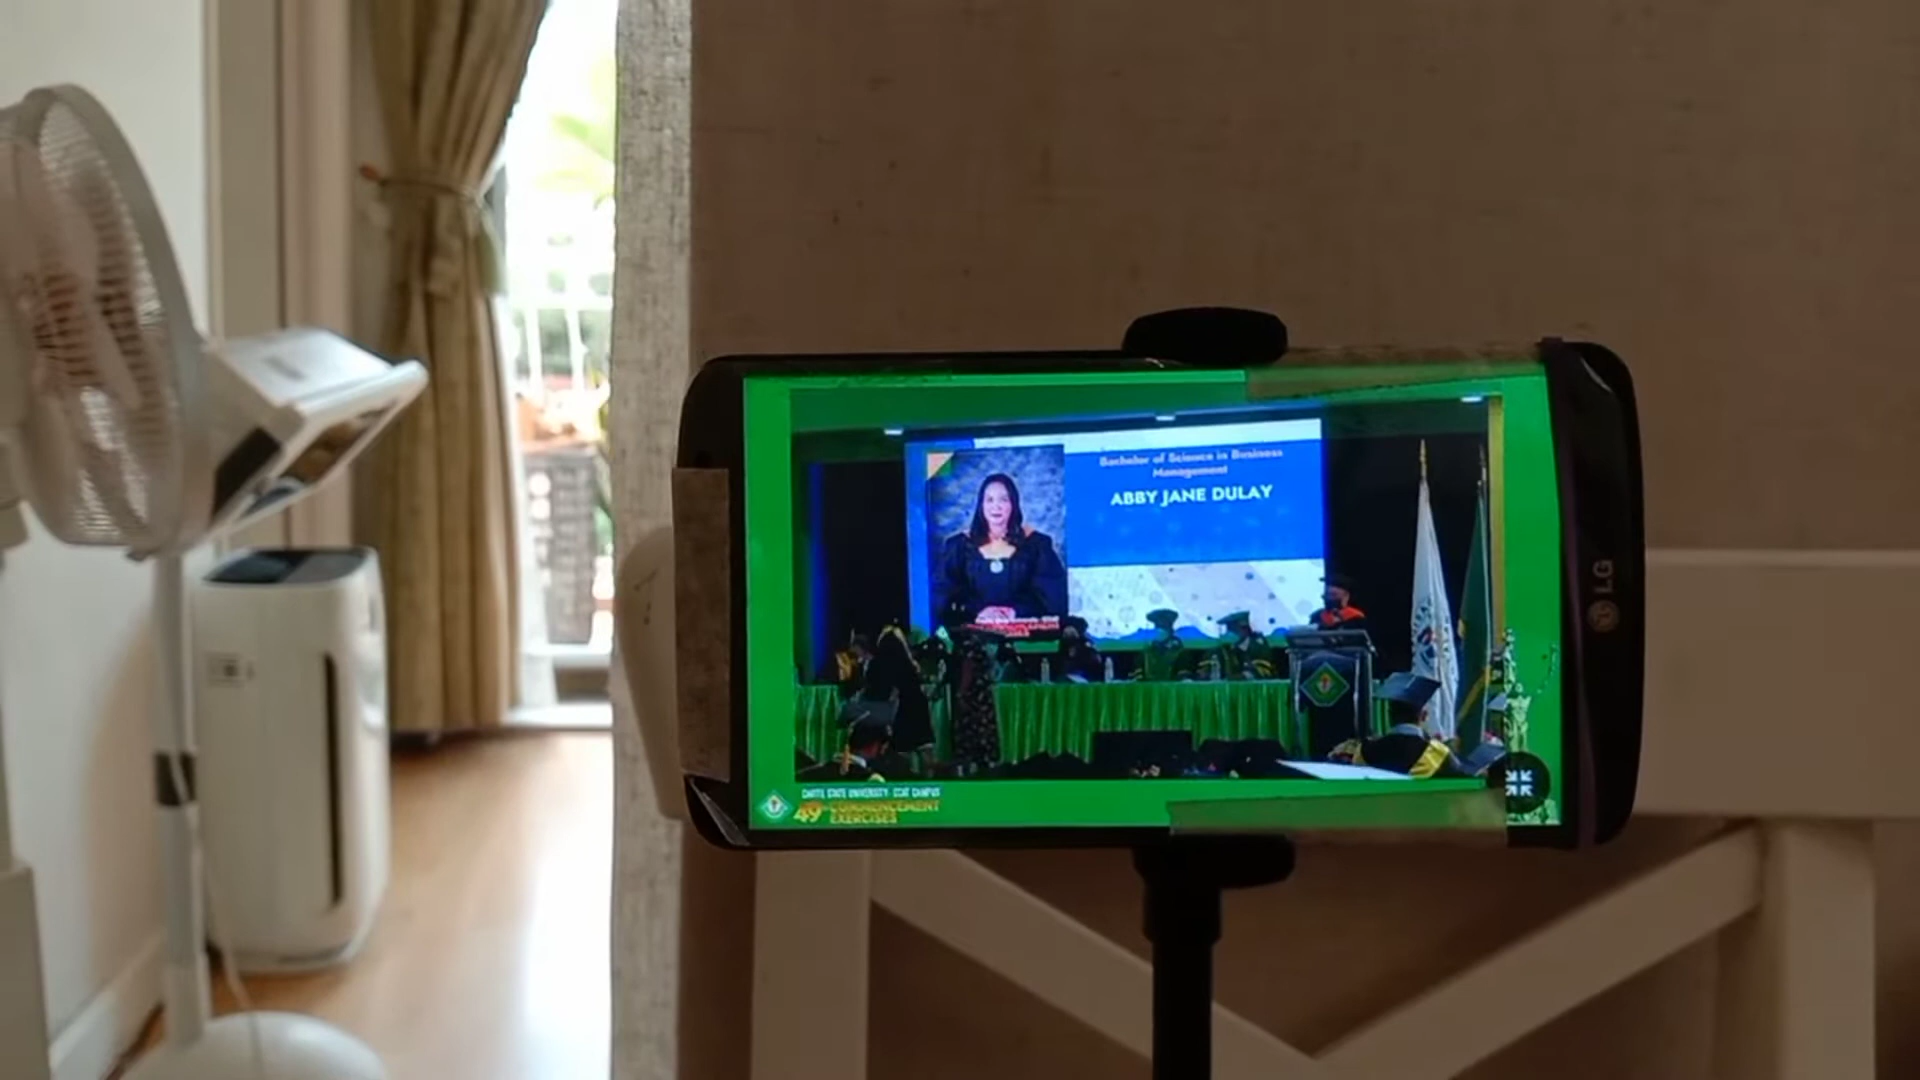 Bachelor of Science in Business
Management
ABBY JANE DULAY
LG
CAVITE STATE UNIVERSITY- CCAT CAMPUS
49
COMMENCEMENT
EXERCISES